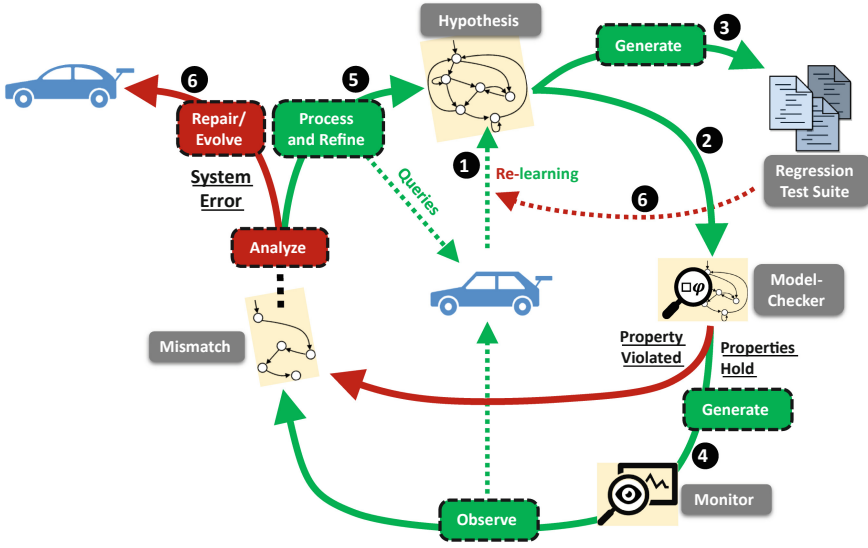 Hypothesis
3
Generate
6
5
Repair/
Evolve
Process
and Refine
2
System
Error
Queries
1
Re-learning
Regression
Test Suite
6
Analyze
□φ
Model-
Checker
Mismatch
Property
Violated
Properties
Hold
Generate
4
Monitor
Observe